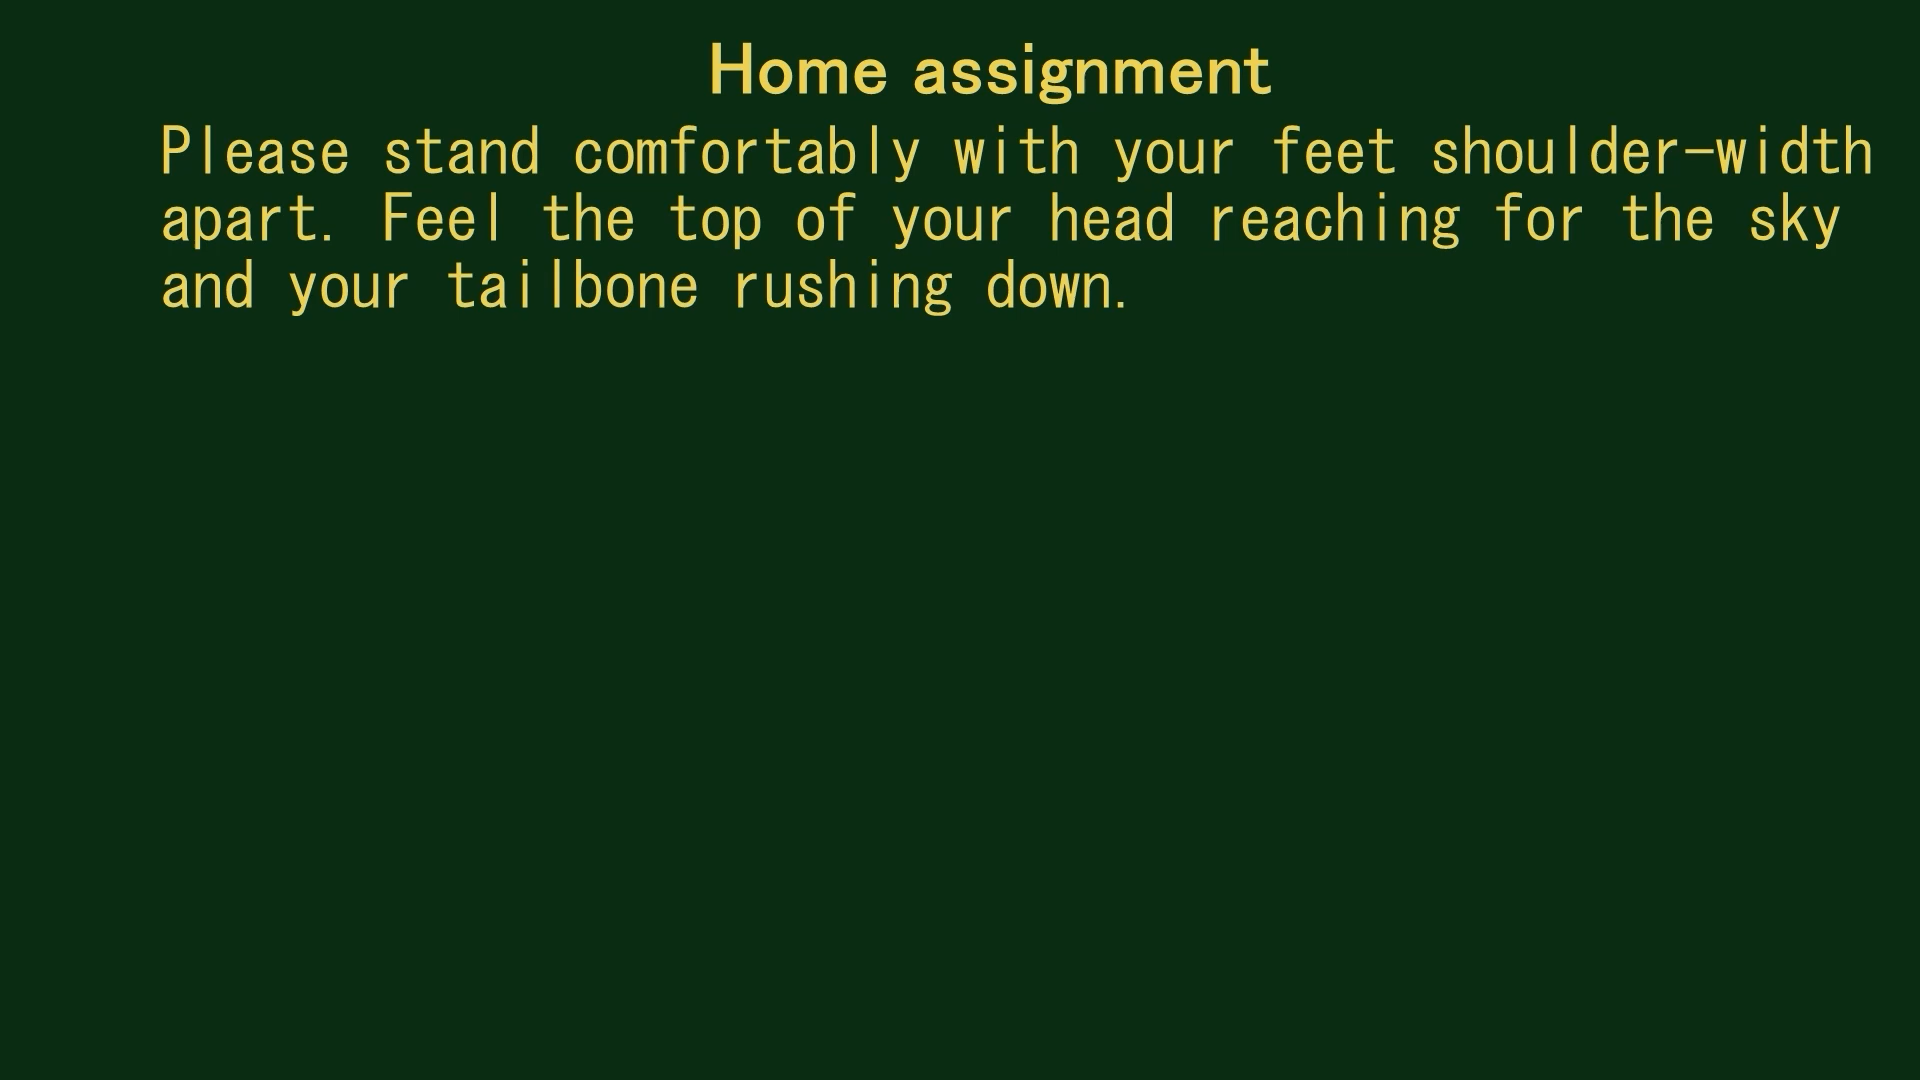 Home assignment
Please stand comfortably with your feet shoulder-width
apart. Feel the top of your head reaching for the sky
and your tailbone rushing down.